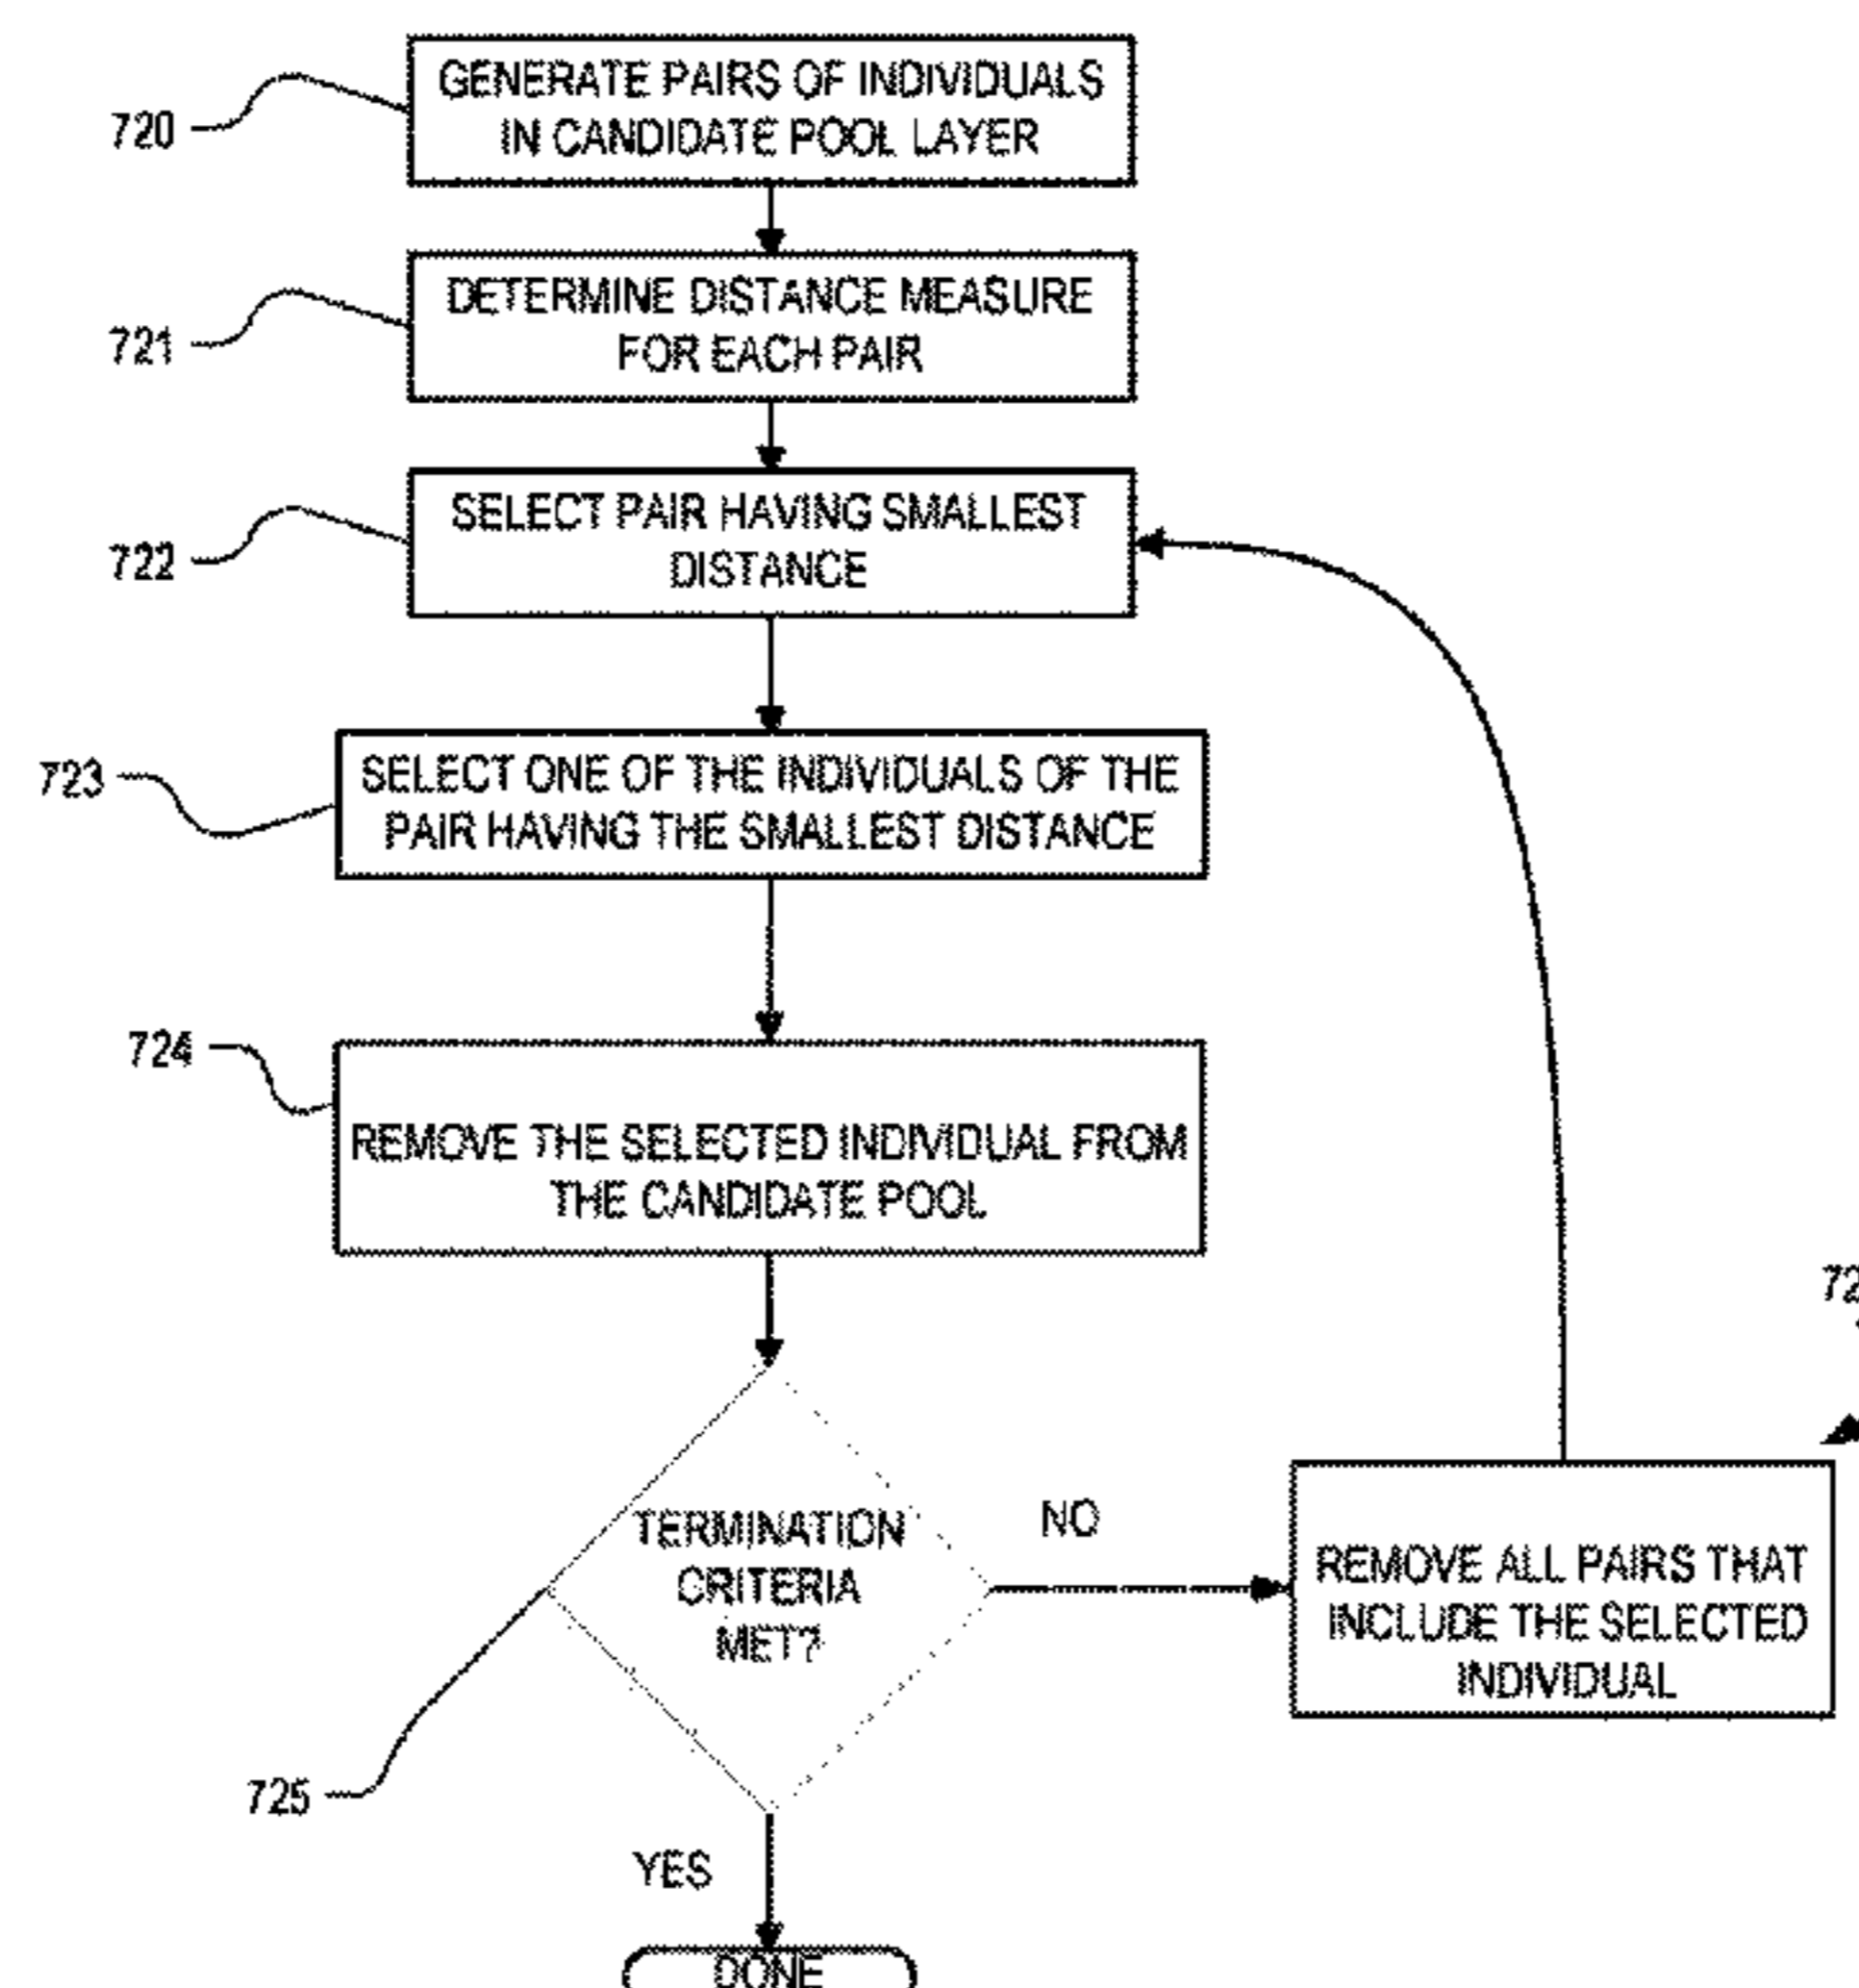 GENERATE PAIRS OF INDIVIDUALS
IN CANDIDATE POOL LAYER
720
DETERMINE DISTANCE MEASURE
FOR EACH PAIR
721
SELECT PAIR HAVING SMALLEST
DISTANCE
722
SELECT ONE OF THE INDIVIDUALS OF THE
PAIR HAVING THE SMALLEST DISTANCE
723
724
REMOVE THE SELECTED INDIVIDUAL FROM
THE CANDIDATE POOL
TERMINATION
CRITERIA
MET?
NO
REMOVE ALL PAIRS THAT
INCLUDE THE SELECTED
INDIVIDUAL
725
YES
DONE